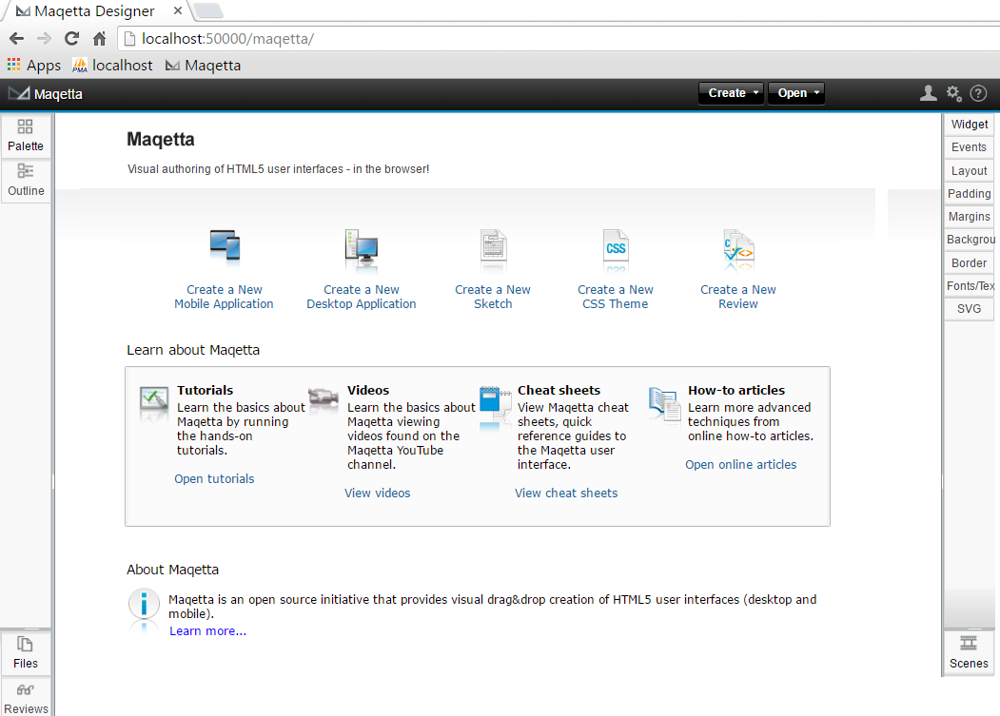 Maqetta Designer
localhost:50000/maqetta/
Apps
PMA
localhost
Maqetta
Maqetta
Create
Open
Palette
Outline
Maqetta
Visual authoring of HTML5 user interfaces - in the browser!
Create a New
Mobile Application
Create a New
Desktop Application
Create a New
Sketch
CSS
Create a New
CSS Theme
Create a New
Review
Learn about Maqetta
Tutorials
Learn the basics about
Maqetta by running
the hands-on
tutorials.
Open tutorials
Videos
Learn the basics about
Maqetta viewing
videos found on the
Maqetta YouTube
channel.
View videos
Cheat sheets
View Maqetta cheat
sheets, quick
reference guides to
the Maqetta user
interface.
View cheat sheets
How-to articles
Learn more advanced
techniques from
online how-to articles.
Open online articles
About Maqetta
Maqetta is an open source initiative that provides visual drag&drop creation of HTML5 user interfaces (desktop and
mobile).
Learn more...
Widget
Events
Layout
Padding
Margins
Backgrou
Border
Fonts/Tex
SVG
Files
Reviews
Scenes